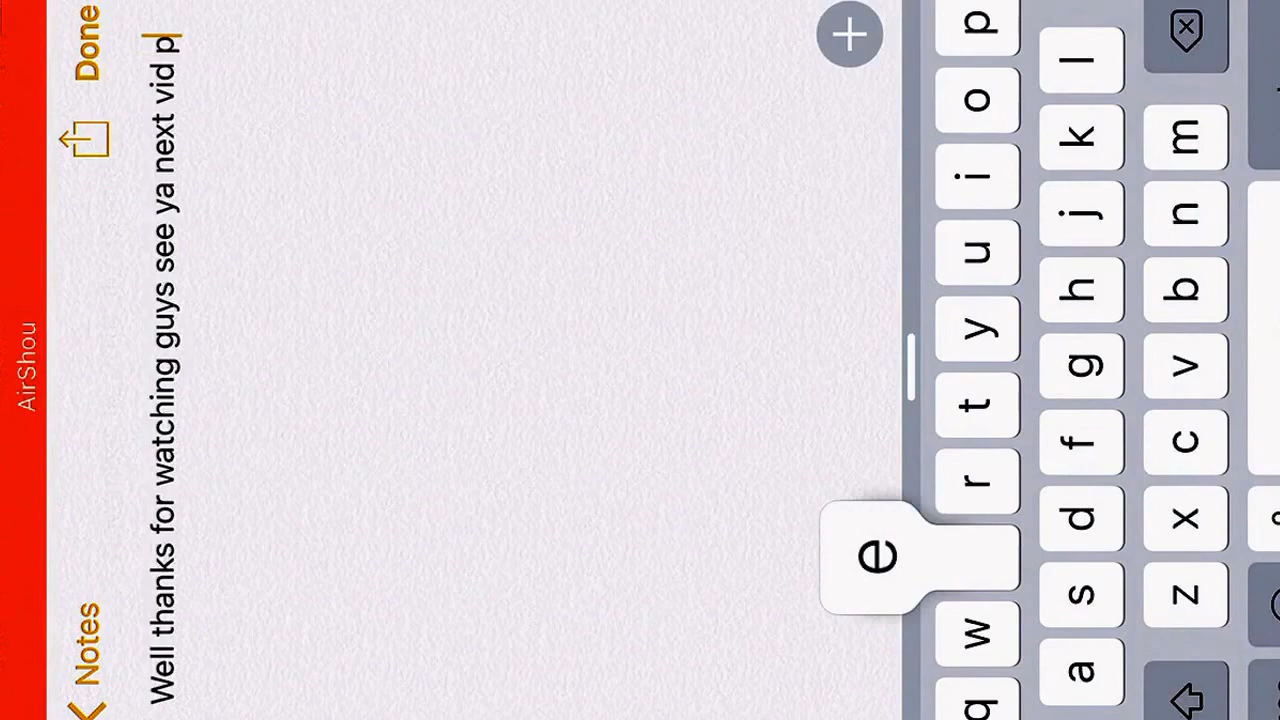 AirShou
Notes
Done
Well thanks for watching guys see ya next vid p
q w e r t y u i o p
a s d f g h j k l
z x c v b n m